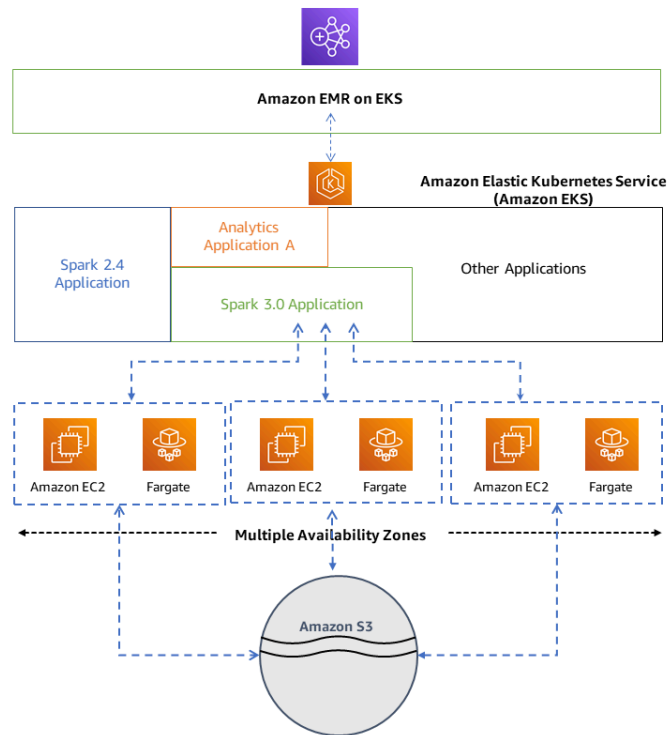 Amazon EMR on EKS
K
Amazon Elastic Kubernetes Service
(Amazon EKS)
Analytics
Application A
Spark 2.4
Application
Other Applications
Spark 3.0 Application
Amazon EC2
Fargate
Amazon EC2
Fargate
Amazon EC2
Fargate
Multiple Availability Zones
Amazon S3